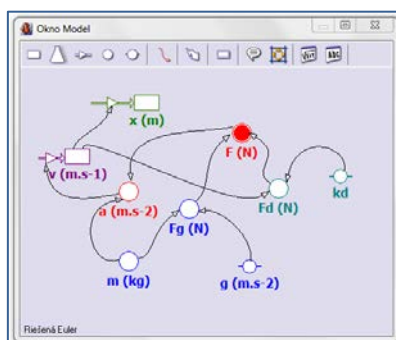 Okno Model
x (m)
F (N)
v (m.s-1)
a (m.s-2)
Fd (N)
kd
Fg (N)
m (kg)
g (m.s-2)
Riešená Euler